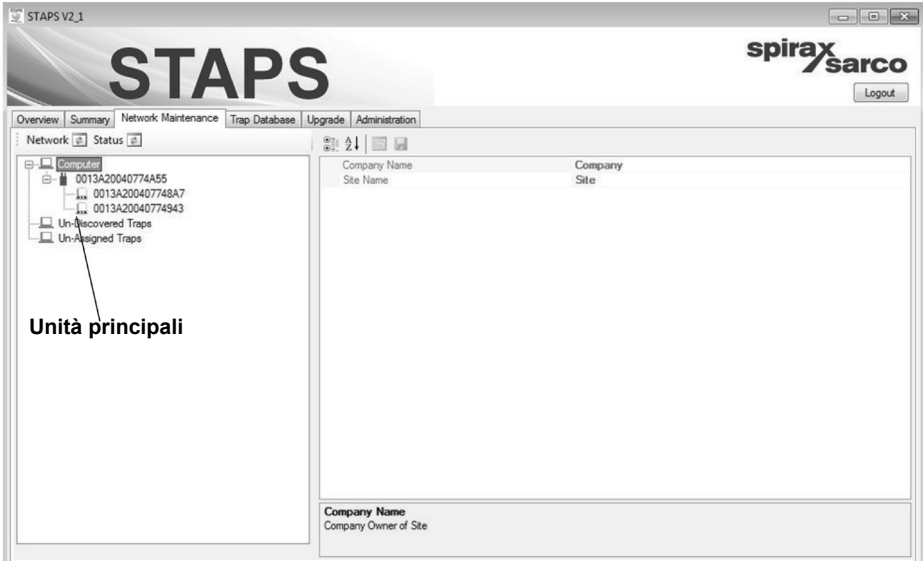 STAPS V2_1
STAPS
spirax
sarco
Logout
Overview Summary Network Maintenance Trap Database Upgrade Administration
Network Status
Computer
0013A20040774A55
0013A200407748A7
0013A20040774943
Un-Discovered Traps
Un-Assigned Traps
Unità principali
Company Name Company
Site Name Site
Company Name
Company Owner of Site